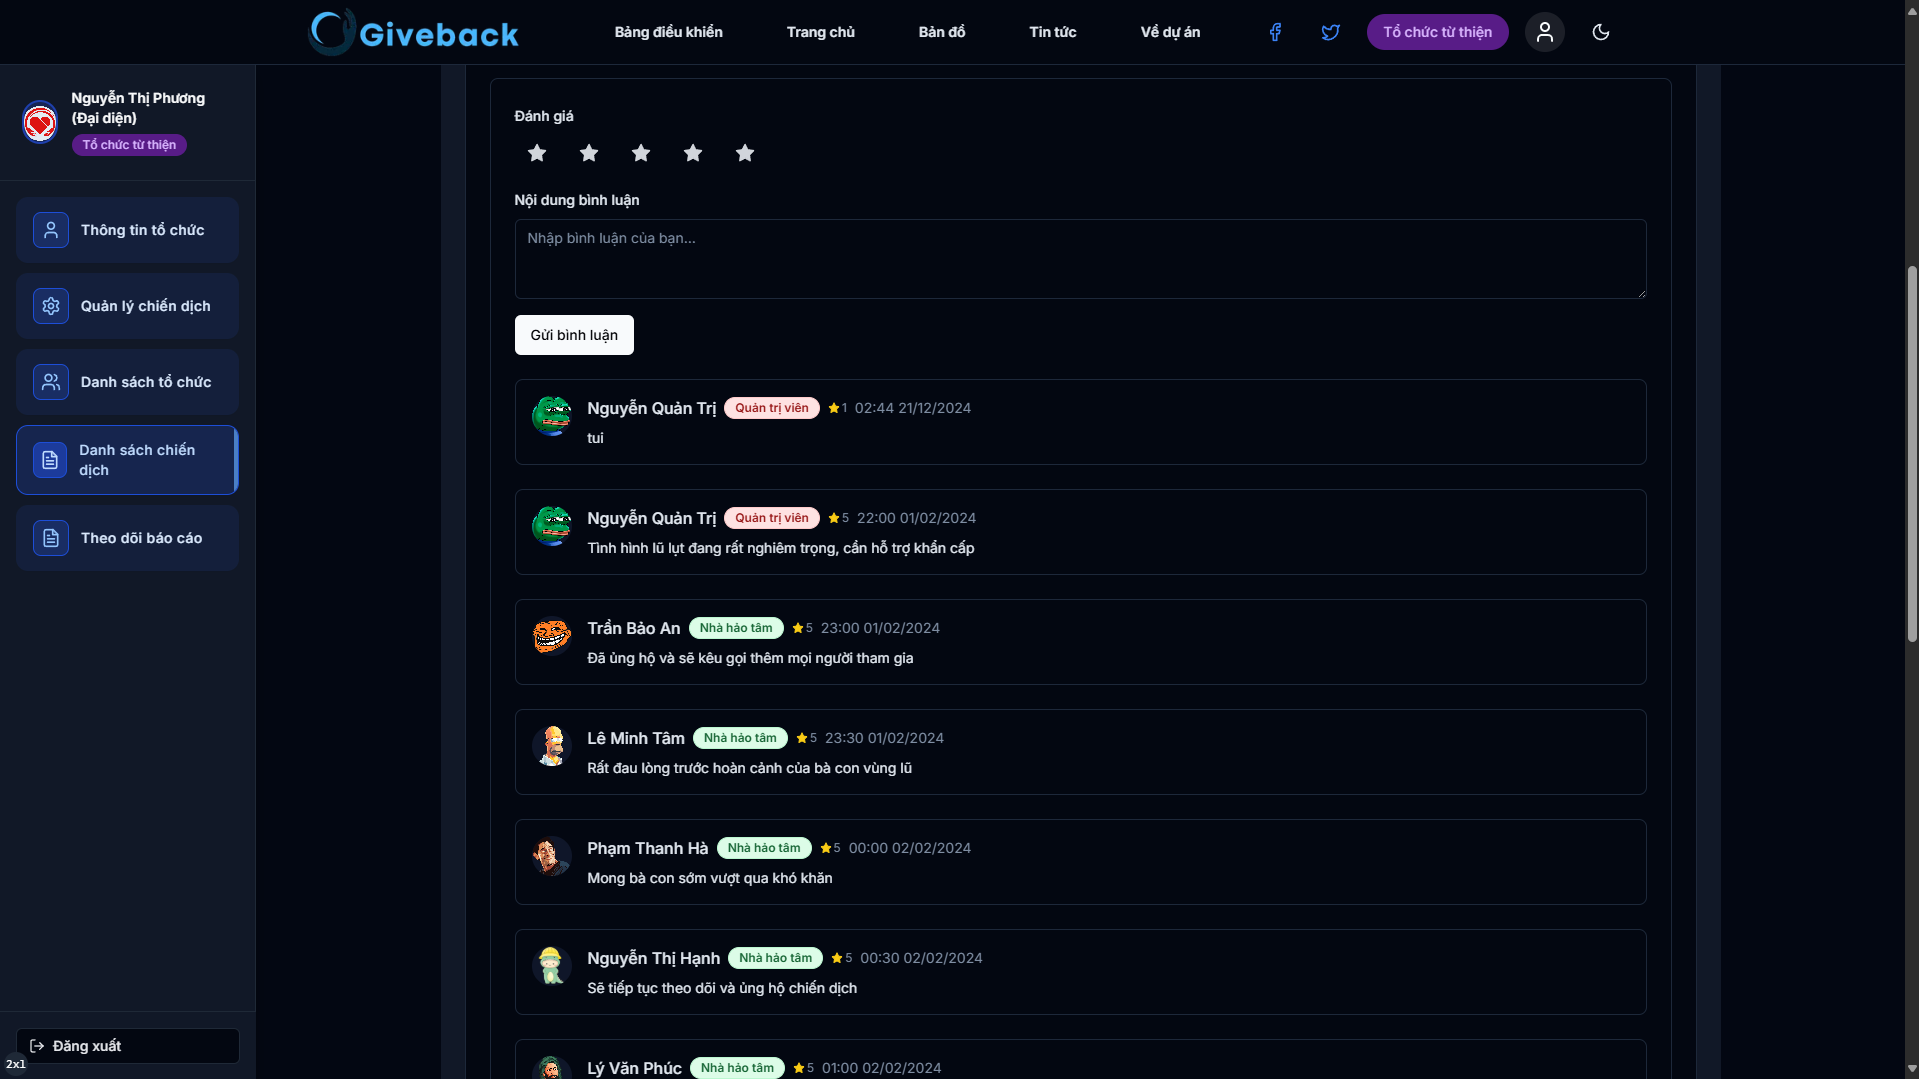 Giveback
Bảng điều khiển
Trang chủ
Bản đồ
Tin tức
Về dự án
Tổ chức từ thiện
Nguyễn Thị Phương
(Đại diện)
Tổ chức từ thiện
Thông tin tổ chức
Quản lý chiến dịch
Danh sách tổ chức
Danh sách chiến
dịch
Theo dõi báo cáo
Đăng xuất
2x1
Đánh giá
Nội dung bình luận
Nhập bình luận của bạn...
Gửi bình luận
Nguyễn Quản Trị Quản trị viên 1 02:44 21/12/2024
tui
Nguyễn Quản Trị Quản trị viên 5 22:00 01/02/2024
Tình hình lũ lụt đang rất nghiêm trọng, cần hỗ trợ khẩn cấp
Trần Bảo An Nhà hảo tâm 5 23:00 01/02/2024
Đã ủng hộ và sẽ kêu gọi thêm mọi người tham gia
Lê Minh Tâm Nhà hảo tâm 5 23:30 01/02/2024
Rất đau lòng trước hoàn cảnh của bà con vùng lũ
Phạm Thanh Hà Nhà hảo tâm 5 00:00 02/02/2024
Mong bà con sớm vượt qua khó khăn
Nguyễn Thị Hạnh Nhà hảo tâm 5 00:30 02/02/2024
Sẽ tiếp tục theo dõi và ủng hộ chiến dịch
Lý Văn Phúc Nhà hảo tâm 5 01:00 02/02/2024